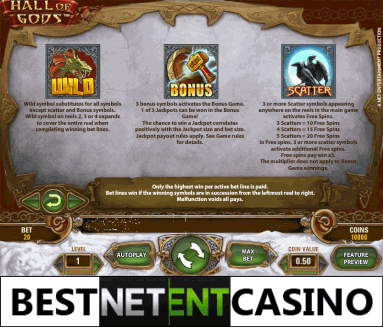 HALL OF
GODS
A NET ENTERTAINMENT PRODUCTION
WILD
BONUS
SCATTER
Wild symbol substitutes for all symbols
except scatter and Bonus symbols.
Wild symbol on reels 2, 3 or 4 expands
to cover the entire reel when
completing winning bet lines.
3 bonus symbols activates the Bonus Game.
1 of 3 Jackpots can be won in the Bonus
Game!
The chance to win a Jackpot correlates
positively with the Jackpot size and bet size.
Jackpot payout rules apply. See Game rules
for details.
3 or more Scatter symbols appearing
anywhere on the reels in the main game
activates Free Spins.
3 Scatters = 10 Free Spins
4 Scatters = 15 Free Spins
5 Scatters = 20 Free Spins
In Free spins, 3 or more scatter symbols
activate additional Free spins.
Free spins pay win x3.
The multiplier does not apply to Bonus
Game winnings.
Only the highest win per active bet line is paid.
Bet lines win if the winning symbols are in succession from the leftmost reel to right.
Malfunction voids all pays.
BET
20
COINS
10000
LEVEL
1
AUTOPLAY
MAX
BET
COIN VALUE
0.50
FEATURE
PREVIEW
BESTNETENTCASINO